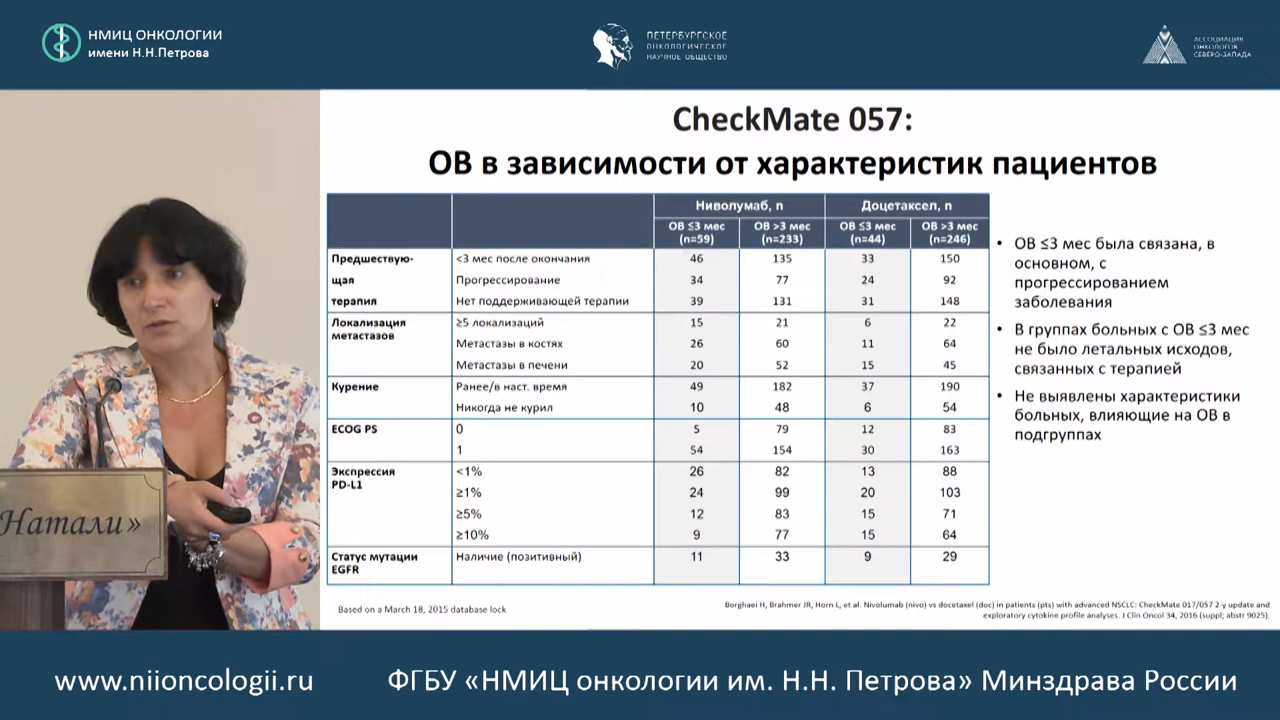 НМИЦ ОНКОЛОГИИ
имени Н.Н.Петрова
ПЕТЕРБУРГСКОЕ
ОНКОЛОГИЧЕСКОЕ
НАУЧНОЕ ОБЩЕСТВО
АССОЦИАЦИЯ
ОНКОЛОГОВ
СЕВЕРО-ЗАПАДА
CheckMate 057:
ОВ в зависимости от характеристик пациентов
Ниволумаб, n Доцетаксел, n
ОВ ≤3 мес (n=59) ОВ >3 мес (n=233) ОВ ≤3 мес (n=44) ОВ >3 мес (n=246)
Предшествую- <3 мес после окончания 46 135 33 150
щая Прогрессирование 34 77 24 92
терапия Нет поддерживающей терапии 39 131 31 148
Локализация метастазов ≥5 локализаций 15 21 6 22
Метастазы в костях 26 60 11 64
Метастазы в печени 20 52 15 45
Курение Ранее/в наст. время 49 182 37 190
Никогда не курил 10 48 6 54
ECOG PS 0 5 79 12 83
1 54 154 30 163
Экспрессия PD-L1 <1% 26 82 13 88
≥1% 24 99 20 103
≥5% 12 83 15 71
≥10% 9 77 15 64
Статус мутации EGFR Наличие (позитивный) 11 33 9 29
• ОВ ≤3 мес была связана, в
основном, с
прогрессированием
заболевания
• В группах больных с ОВ ≤3 мес
не было летальных исходов,
связанных с терапией
• Не выявлены характеристики
больных, влияющие на ОВ в
подгруппах
Based on a March 18, 2015 database lock
Borghaei H, Brahmer JR, Horn L, et al. Nivolumab (nivo) vs docetaxel (doc) in patients (pts) with advanced NSCLC: CheckMate 017/057 2-y update and
exploratory cytokine profile analyses. J Clin Oncol 34, 2016 (suppl; abstr 9025).
Натали»
www.niioncologii.ru
ФГБУ «НМИЦ онкологии им. Н.Н. Петрова» Минздрава России